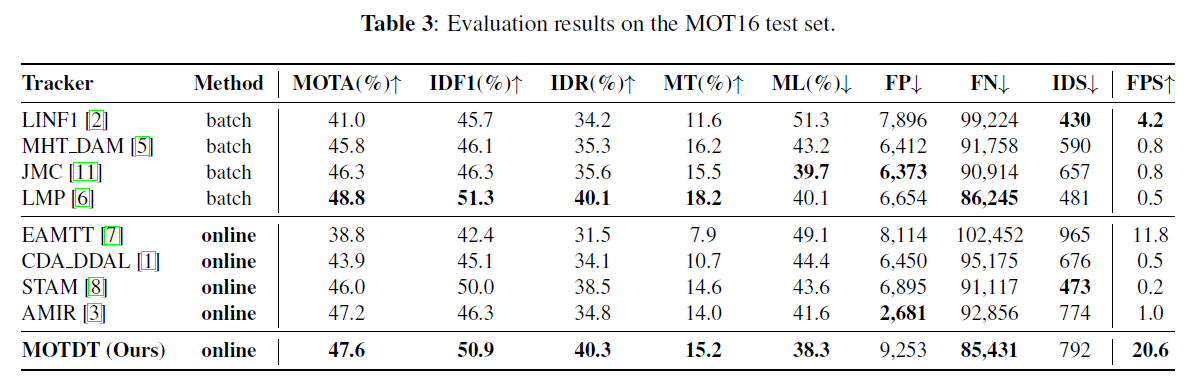 Table 3: Evaluation results on the MOT16 test set.
Tracker Method MOTA(%)↑ IDF1(%)↑ IDR(%)↑ MT(%)↑ ML(%)↓ FP↓ FN↓ IDS↓ FPS↑
LINF1 [2] batch 41.0 45.7 34.2 11.6 51.3 7,896 99,224 430 4.2
MHT_DAM [5] batch 45.8 46.1 35.3 16.2 43.2 6,412 91,758 590 0.8
JMC [11] batch 46.3 46.3 35.6 15.5 39.7 6,373 90,914 657 0.8
LMP [6] batch 48.8 51.3 40.1 18.2 40.1 6,654 86,245 481 0.5
EAMTT [7] online 38.8 42.4 31.5 7.9 49.1 8,114 102,452 965 11.8
CDA_DDAL [1] online 43.9 45.1 34.1 10.7 44.4 6,450 95,175 676 0.5
STAM [8] online 46.0 50.0 38.5 14.6 43.6 6,895 91,117 473 0.2
AMIR [3] online 47.2 46.3 34.8 14.0 41.6 2,681 92,856 774 1.0
MOTDT (Ours) online 47.6 50.9 40.3 15.2 38.3 9,253 85,431 792 20.6